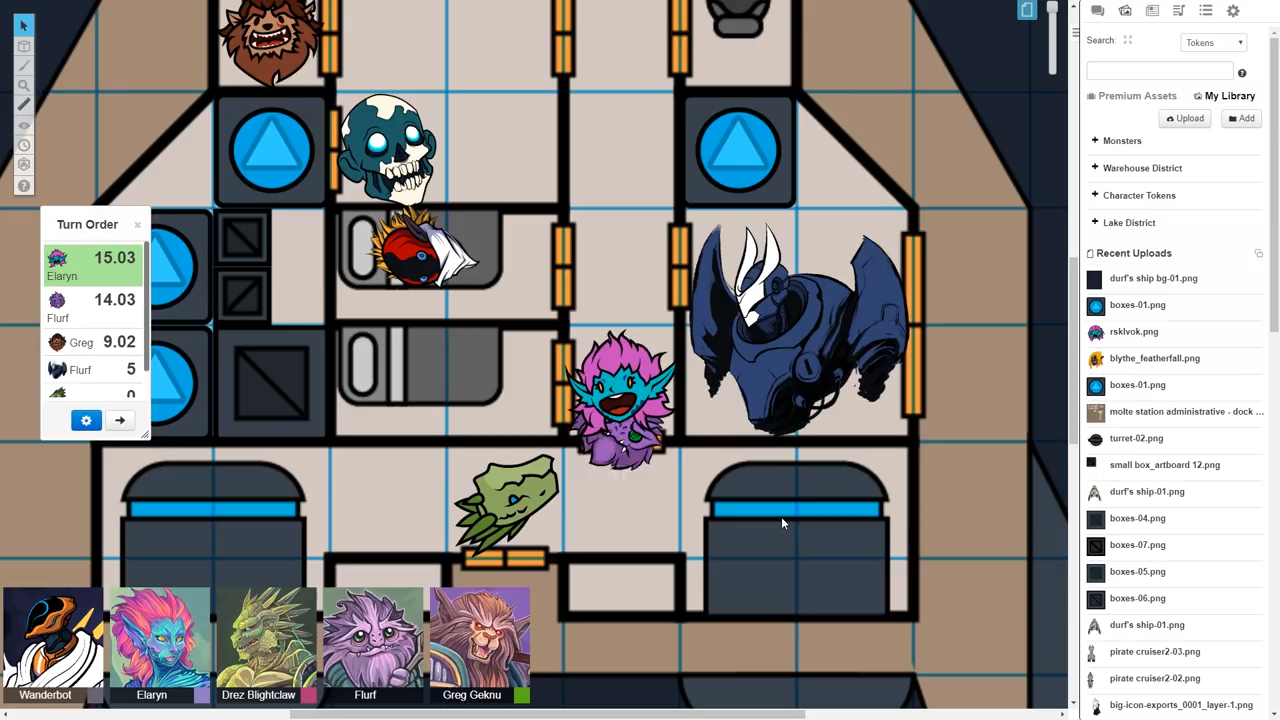 Search:
Tokens
Premium Assets
My Library
Upload
Add
Monsters
Warehouse District
Character Tokens
Lake District
Recent Uploads
durf's ship bg-01.png
boxes-01.png
rsklvok.png
blythe_featherfall.png
boxes-01.png
molte station administrative - dock ...
turret-02.png
small box_artboard 12.png
durf's ship-01.png
boxes-04.png
boxes-07.png
boxes-05.png
boxes-06.png
durf's ship-01.png
pirate cruiser2-03.png
pirate cruiser2-02.png
big-icon-exports_0001_layer-1.png
Turn Order
15.03
Elaryn
14.03
Flurf
Greg 9.02
Flurf 5
0
Wanderbot
Elaryn
Drez Blightclaw
Flurf
Greg Geknu